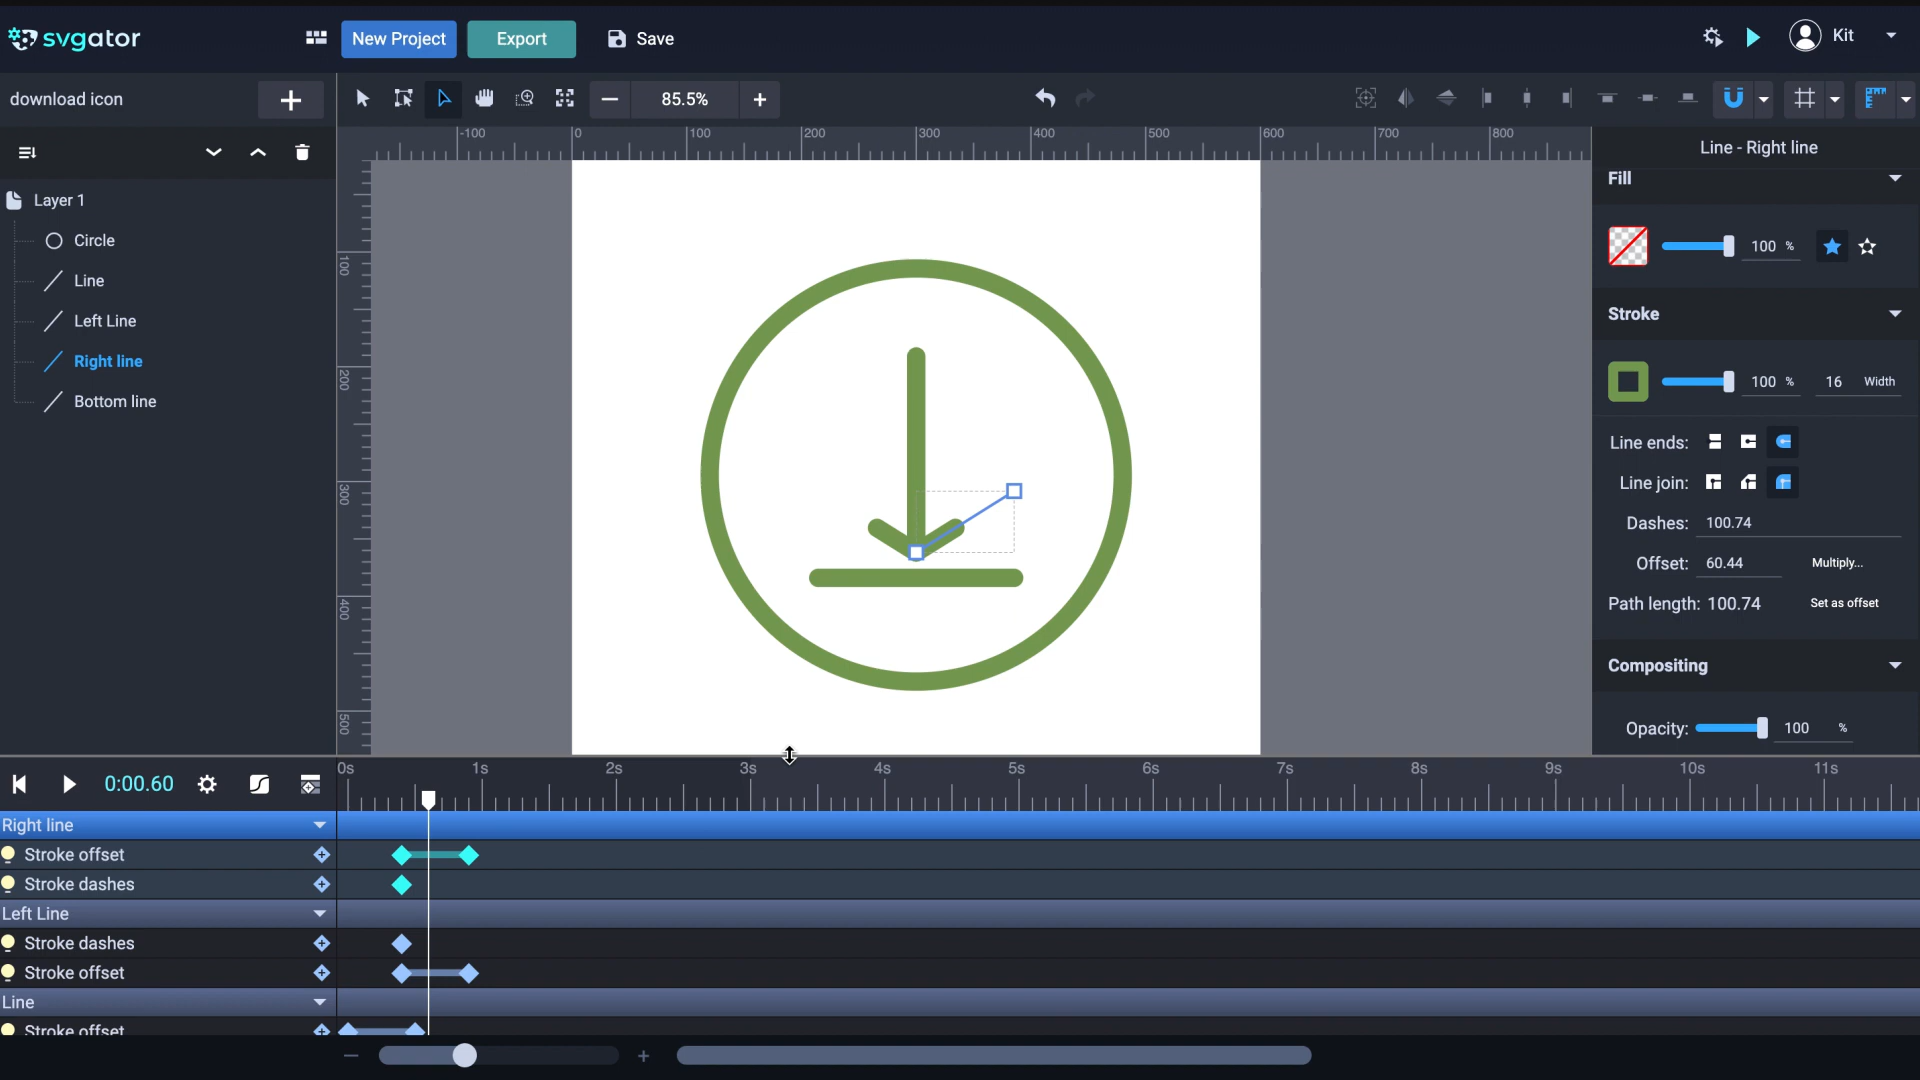 svgator
New Project
Export
Save
Kit
download icon
85.5%
-100 0 100 200 300 400 500 600 700 800
Line - Right line
Layer 1
Circle
Line
Left Line
Right line
Bottom line
100
200
300
400
500
Fill
100 %
Stroke
100 % 16 Width
Line ends:
Line join:
Dashes: 100.74
Offset: 60.44 Multiply...
Path length: 100.74 Set as offset
Compositing
Opacity: 100 %
0:00.60
0s 1s 2s 3s 4s 5s 6s 7s 8s 9s 10s 11s
Right line
Stroke offset
Stroke dashes
Left Line
Stroke dashes
Stroke offset
Line
Stroke offset